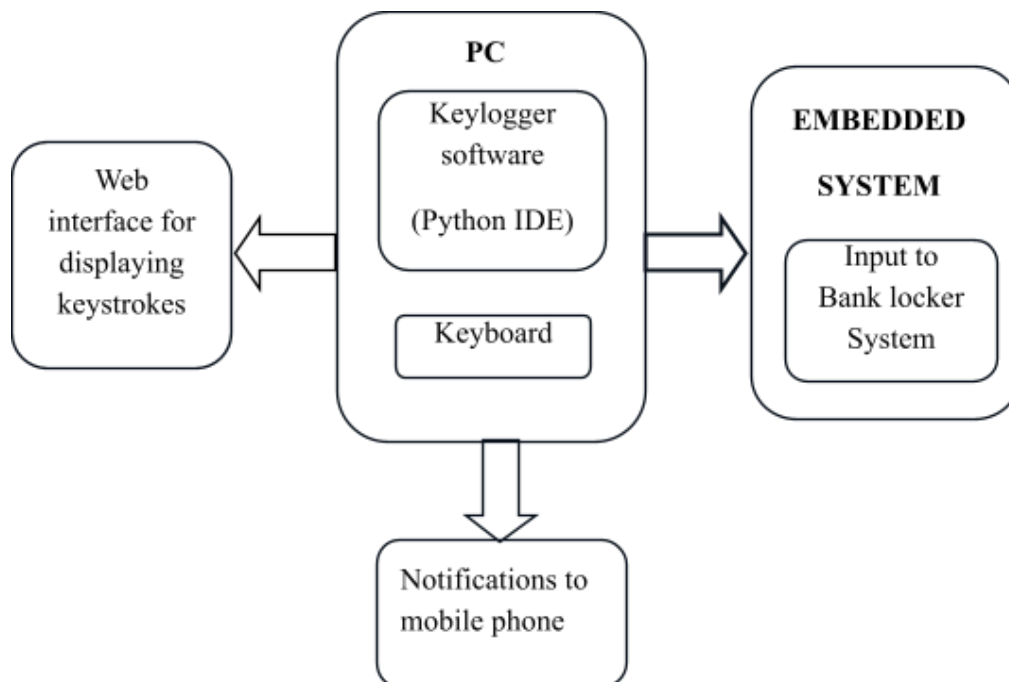 PC
Keylogger
software
(Python IDE)
Keyboard
Web
interface for
displaying
keystrokes
EMBEDDED
SYSTEM
Input to
Bank locker
System
Notifications to
mobile phone